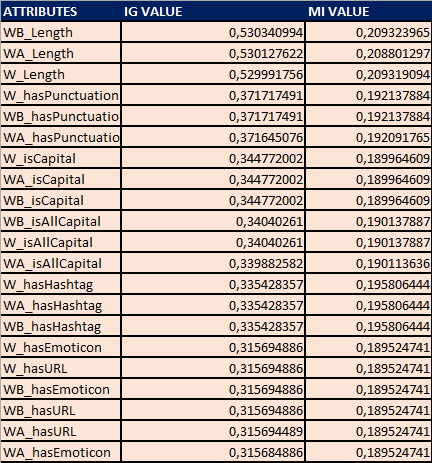 ATTRIBUTES IG VALUE MI VALUE
WB_Length 0,530340994 0,209323965
WA_Length 0,530127622 0,208801297
W_Length 0,529991756 0,209319094
W_hasPunctuation 0,371717491 0,192137884
WB_hasPunctuatio 0,371717491 0,192137884
WA_hasPunctuatio 0,371645076 0,192091765
W_isCapital 0,344772002 0,189964609
WA_isCapital 0,344772002 0,189964609
WB_isCapital 0,344772002 0,189964609
WB_isAllCapital 0,34040261 0,190137887
W_isAllCapital 0,34040261 0,190137887
WA_isAllCapital 0,339882582 0,190113636
W_hasHashtag 0,335428357 0,195806444
WA_hasHashtag 0,335428357 0,195806444
WB_hasHashtag 0,335428357 0,195806444
W_hasEmoticon 0,315694886 0,189524741
W_hasURL 0,315694886 0,189524741
WB_hasEmoticon 0,315694886 0,189524741
WB_hasURL 0,315694886 0,189524741
WA_hasURL 0,315694489 0,189524741
WA_hasEmoticon 0,315684886 0,189524741